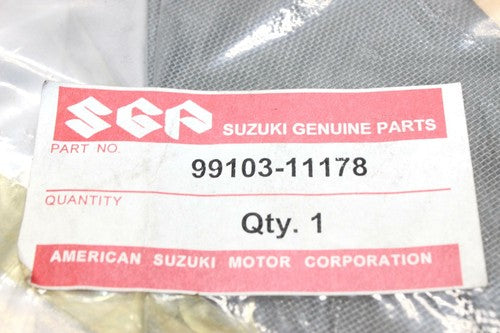 SGP SUZUKI GENUINE PARTS
PART NO. 99103-11178
QUANTITY Qty. 1
AMERICAN SUZUKI MOTOR CORPORATION